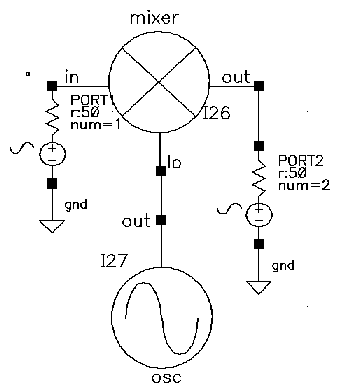 mixer
in
out
PORT1
r:50
num=1
I26
lo
PORT2
r:50
num=2
gnd
out
I27
gnd
osc